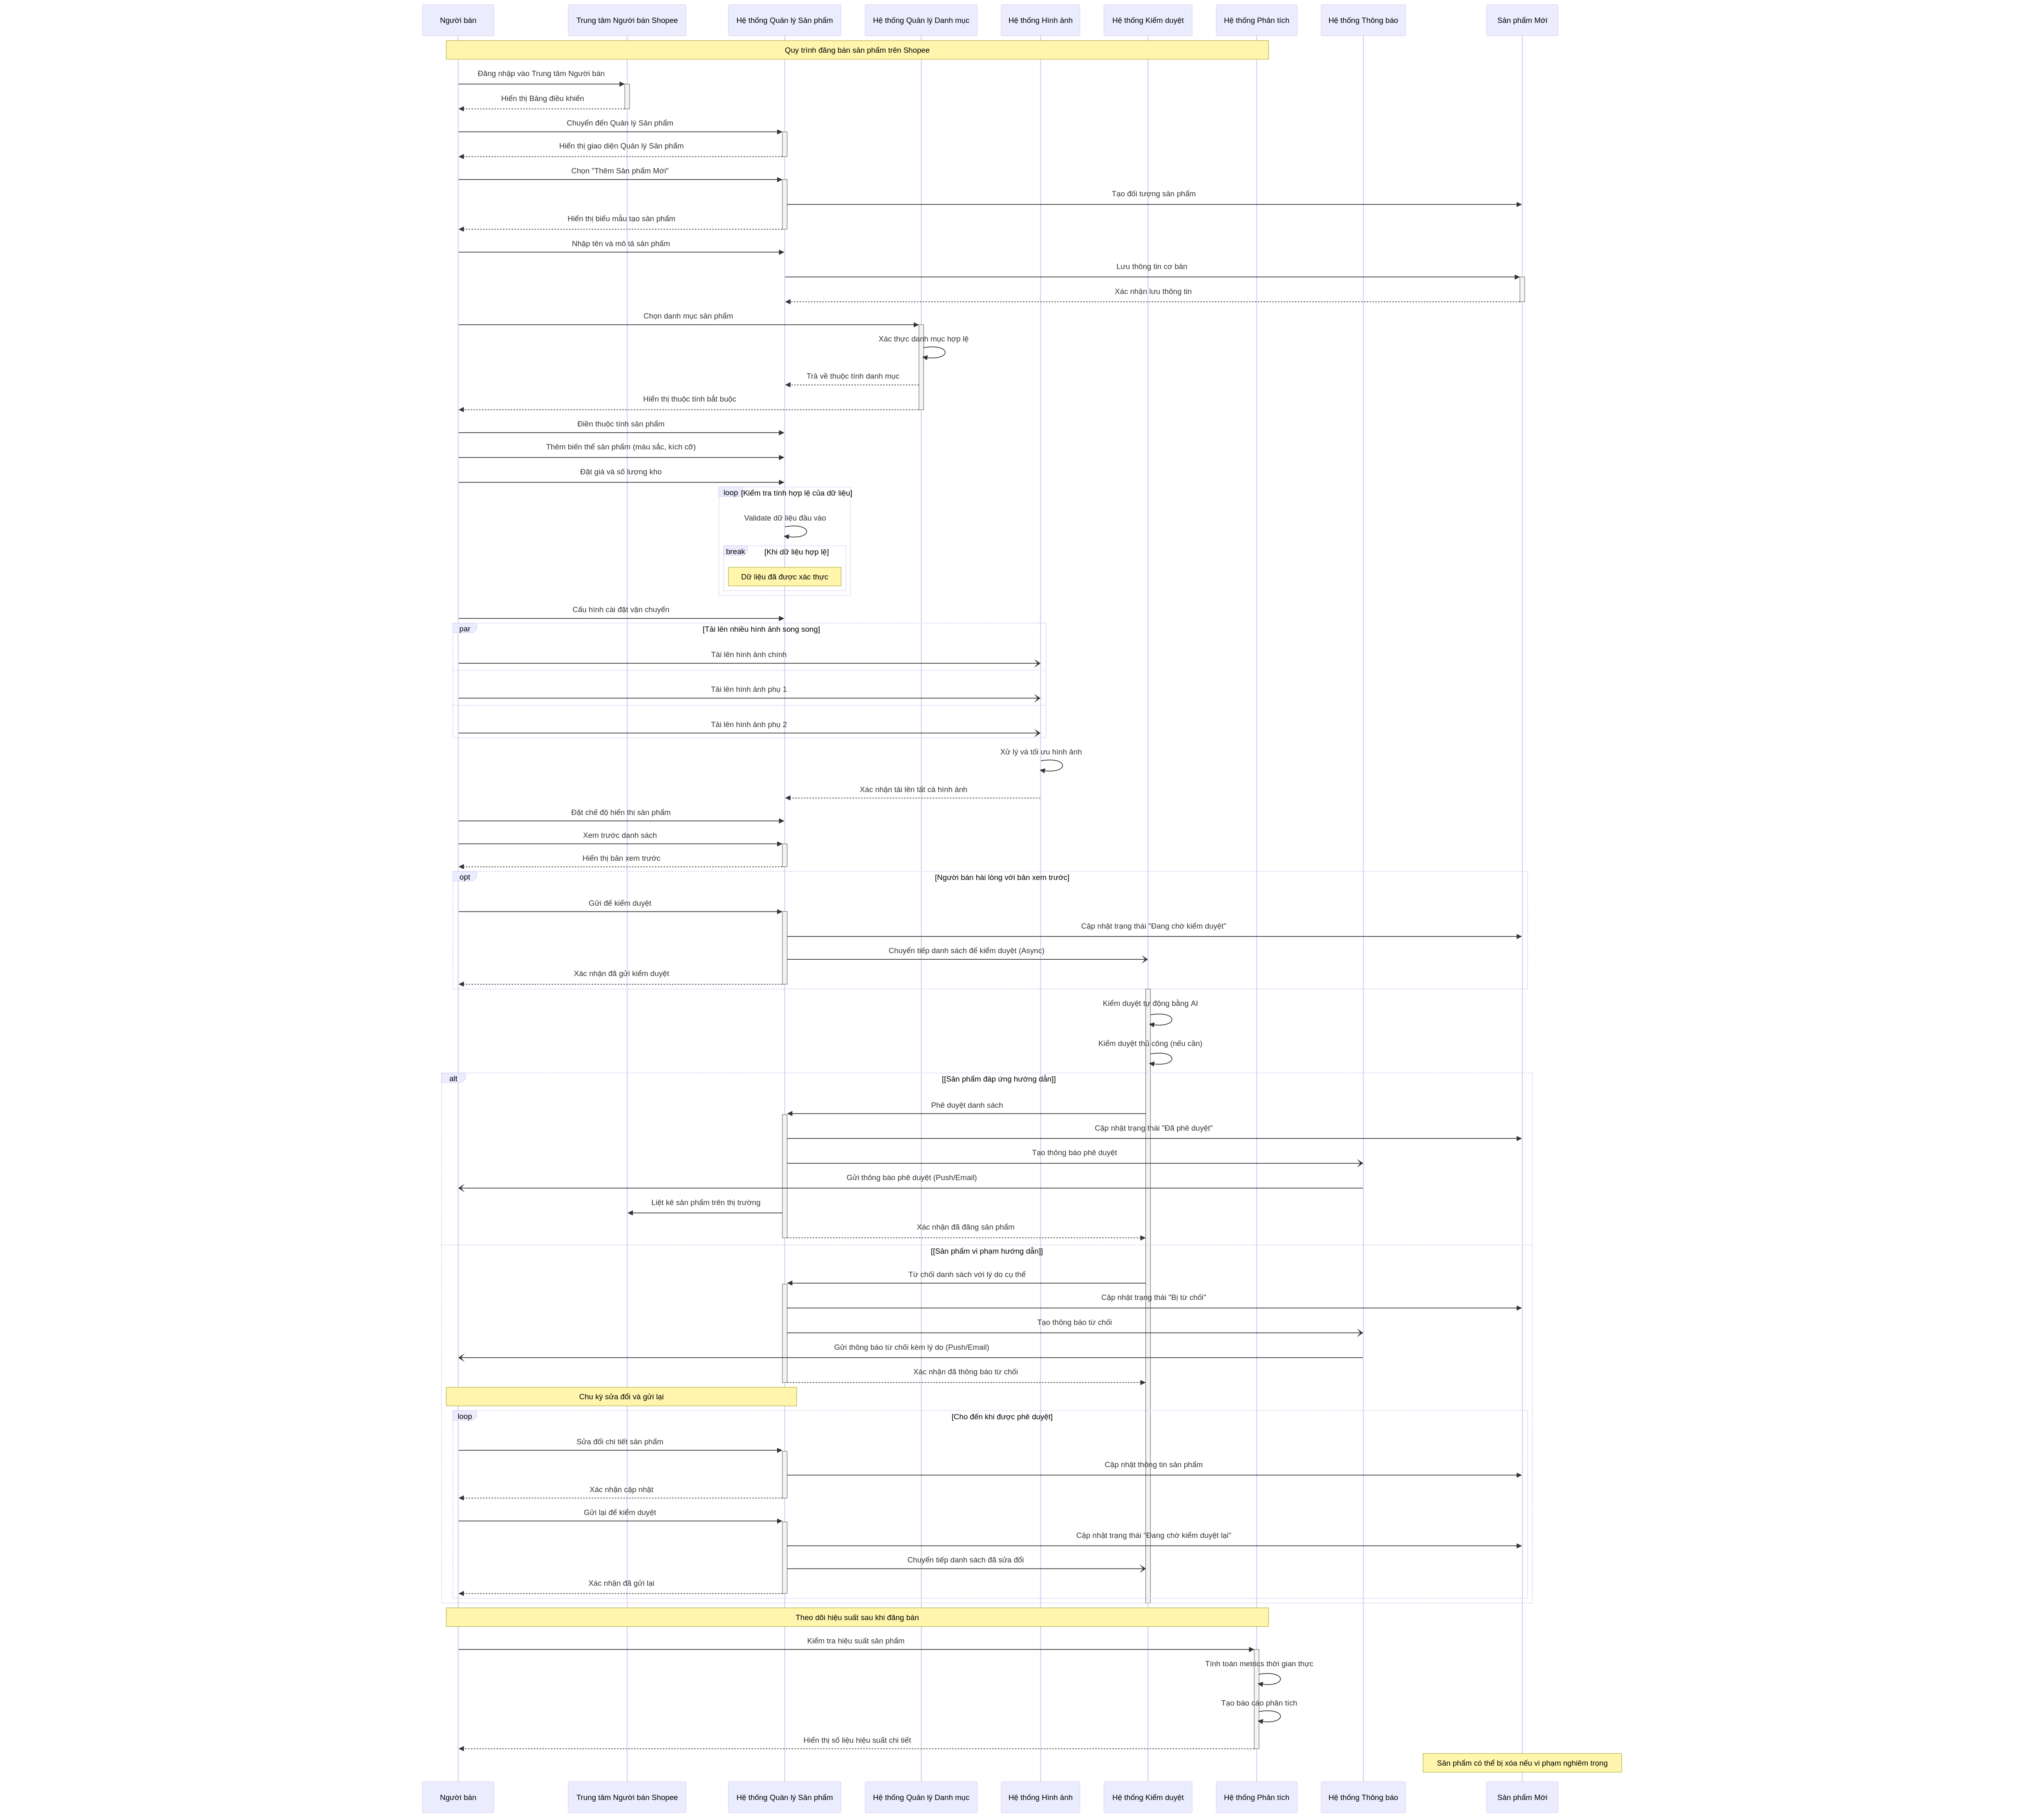 Người bán
Trung tâm Người bán Shopee
Hệ thống Quản lý Sản phẩm
Hệ thống Quản lý Danh mục
Hệ thống Hình ảnh
Hệ thống Kiểm duyệt
Hệ thống Phân tích
Hệ thống Thông báo
Sản phẩm Mới
Quy trình đăng bán sản phẩm trên Shopee
Đăng nhập vào Trung tâm Người bán
Hiển thị Bảng điều khiển
Chuyển đến Quản lý Sản phẩm
Hiển thị giao diện Quản lý Sản phẩm
Chọn "Thêm Sản phẩm Mới"
Tạo đối tượng sản phẩm
Hiển thị biểu mẫu tạo sản phẩm
Nhập tên và mô tả sản phẩm
Lưu thông tin cơ bản
Xác nhận lưu thông tin
Chọn danh mục sản phẩm
Xác thực danh mục hợp lệ
Trả về thuộc tính danh mục
Hiển thị thuộc tính bắt buộc
Điền thuộc tính sản phẩm
Thêm biến thể sản phẩm (màu sắc, kích cỡ)
Đặt giá và số lượng kho
loop [Kiểm tra tính hợp lệ của dữ liệu]
Validate dữ liệu đầu vào
break [Khi dữ liệu hợp lệ]
Dữ liệu đã được xác thực
Cấu hình cài đặt vận chuyển
par [Tải lên nhiều hình ảnh song song]
Tải lên hình ảnh chính
Tải lên hình ảnh phụ 1
Tải lên hình ảnh phụ 2
Xử lý và tối ưu hình ảnh
Xác nhận tải lên tất cả hình ảnh
Đặt chế độ hiển thị sản phẩm
Xem trước danh sách
Hiển thị bản xem trước
opt [Người bán hài lòng với bản xem trước]
Gửi để kiểm duyệt
Cập nhật trạng thái "Đang chờ kiểm duyệt"
Chuyển tiếp danh sách để kiểm duyệt (Async)
Xác nhận đã gửi kiểm duyệt
Kiểm duyệt tự động bằng AI
Kiểm duyệt thủ công (nếu cần)
alt [[Sản phẩm đáp ứng hướng dẫn]]
Phê duyệt danh sách
Cập nhật trạng thái "Đã phê duyệt"
Tạo thông báo phê duyệt
Gửi thông báo phê duyệt (Push/Email)
Liệt kê sản phẩm trên thị trường
Xác nhận đã đăng sản phẩm
[[Sản phẩm vi phạm hướng dẫn]]
Từ chối danh sách với lý do cụ thể
Cập nhật trạng thái "Bị từ chối"
Tạo thông báo từ chối
Gửi thông báo từ chối kèm lý do (Push/Email)
Xác nhận đã thông báo từ chối
Chu kỳ sửa đổi và gửi lại
loop [Cho đến khi được phê duyệt]
Sửa đổi chi tiết sản phẩm
Cập nhật thông tin sản phẩm
Xác nhận cập nhật
Gửi lại để kiểm duyệt
Cập nhật trạng thái "Đang chờ kiểm duyệt lại"
Chuyển tiếp danh sách đã sửa đổi
Xác nhận đã gửi lại
Theo dõi hiệu suất sau khi đăng bán
Kiểm tra hiệu suất sản phẩm
Tính toán metrics thời gian thực
Tạo báo cáo phân tích
Hiển thị số liệu hiệu suất chi tiết
Sản phẩm có thể bị xóa nếu vi phạm nghiêm trọng
Người bán
Trung tâm Người bán Shopee
Hệ thống Quản lý Sản phẩm
Hệ thống Quản lý Danh mục
Hệ thống Hình ảnh
Hệ thống Kiểm duyệt
Hệ thống Phân tích
Hệ thống Thông báo
Sản phẩm Mới